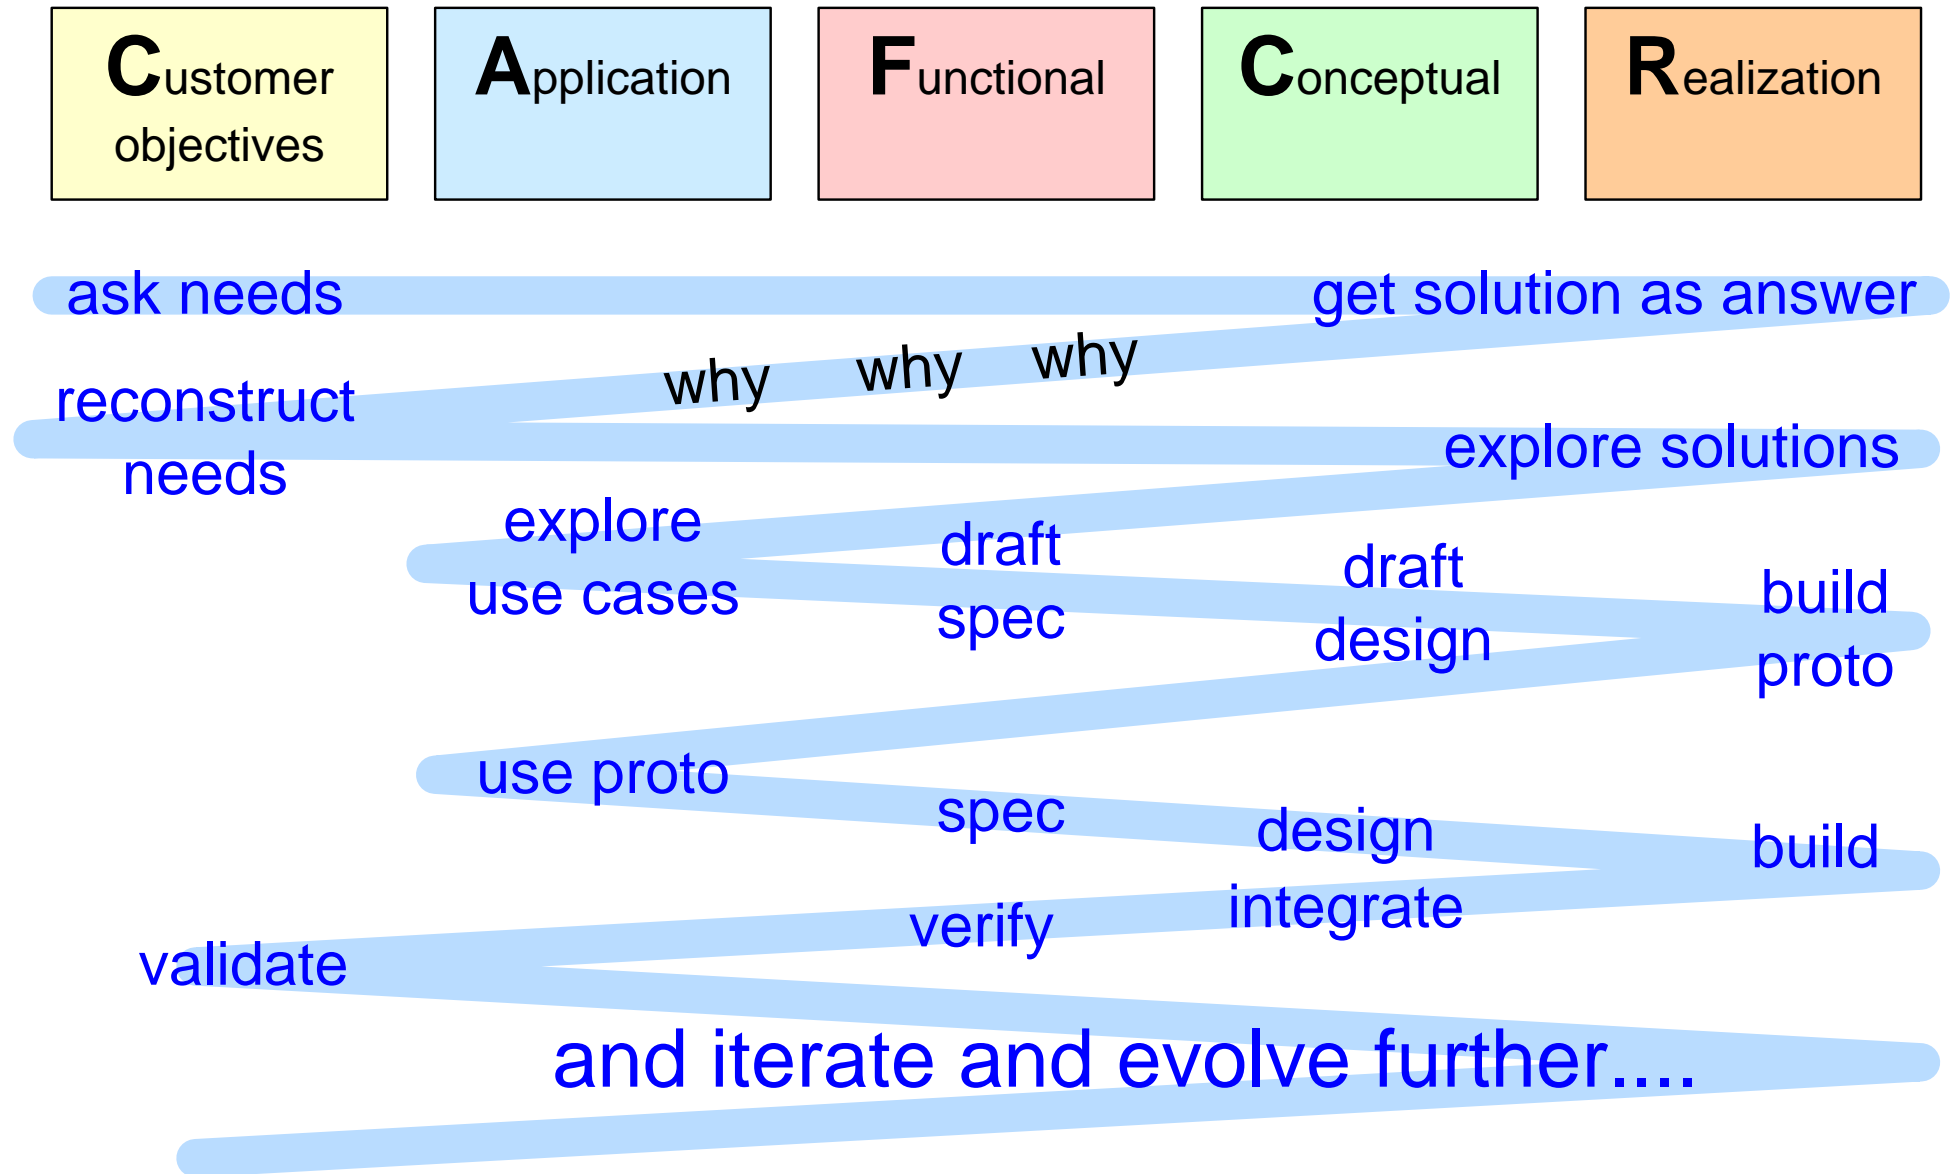 Customer
objectives
Application
Functional
Conceptual
Realization
ask needs
get solution as answer
why why why
reconstruct
needs
explore solutions
explore
use cases
draft
spec
draft
design
build
proto
use proto
spec
design
build
integrate
verify
validate
and iterate and evolve further....